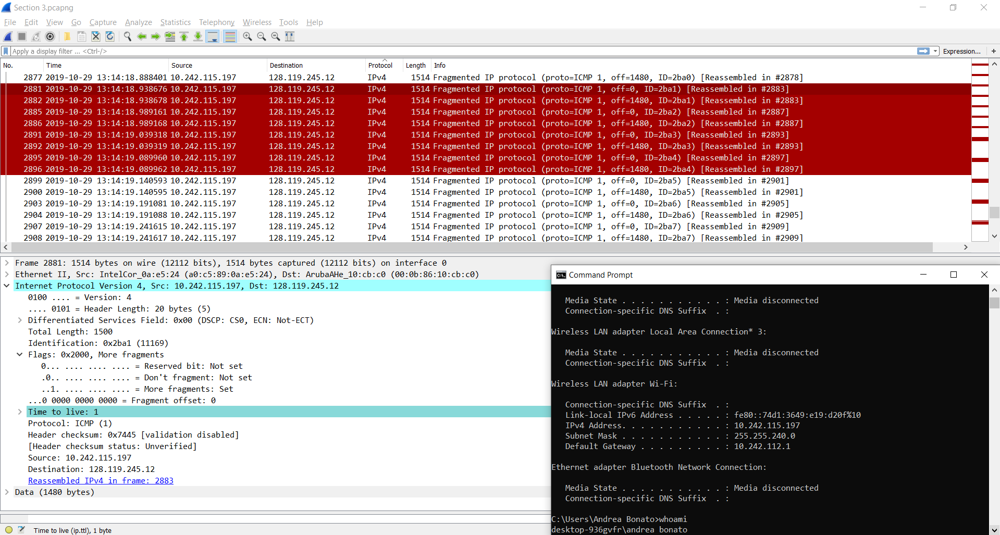 Section 3.pcapng
File Edit View Go Capture Analyze Statistics Telephony Wireless Tools Help
Apply a display filter ... <Ctrl-/> Expression... +
No. Time Source Destination Protocol Length Info
2877 2019-10-29 13:14:18.888401 10.242.115.197 128.119.245.12 IPv4 1514 Fragmented IP protocol (proto=ICMP 1, off=1480, ID=2ba0) [Reassembled in #2878]
2881 2019-10-29 13:14:18.938676 10.242.115.197 128.119.245.12 IPv4 1514 Fragmented IP protocol (proto=ICMP 1, off=0, ID=2ba1) [Reassembled in #2883]
2882 2019-10-29 13:14:18.938678 10.242.115.197 128.119.245.12 IPv4 1514 Fragmented IP protocol (proto=ICMP 1, off=1480, ID=2ba1) [Reassembled in #2883]
2885 2019-10-29 13:14:18.989161 10.242.115.197 128.119.245.12 IPv4 1514 Fragmented IP protocol (proto=ICMP 1, off=0, ID=2ba2) [Reassembled in #2887]
2886 2019-10-29 13:14:18.989168 10.242.115.197 128.119.245.12 IPv4 1514 Fragmented IP protocol (proto=ICMP 1, off=1480, ID=2ba2) [Reassembled in #2887]
2891 2019-10-29 13:14:19.039318 10.242.115.197 128.119.245.12 IPv4 1514 Fragmented IP protocol (proto=ICMP 1, off=0, ID=2ba3) [Reassembled in #2893]
2892 2019-10-29 13:14:19.039319 10.242.115.197 128.119.245.12 IPv4 1514 Fragmented IP protocol (proto=ICMP 1, off=1480, ID=2ba3) [Reassembled in #2893]
2895 2019-10-29 13:14:19.089960 10.242.115.197 128.119.245.12 IPv4 1514 Fragmented IP protocol (proto=ICMP 1, off=0, ID=2ba4) [Reassembled in #2897]
2896 2019-10-29 13:14:19.089962 10.242.115.197 128.119.245.12 IPv4 1514 Fragmented IP protocol (proto=ICMP 1, off=1480, ID=2ba4) [Reassembled in #2897]
2899 2019-10-29 13:14:19.140593 10.242.115.197 128.119.245.12 IPv4 1514 Fragmented IP protocol (proto=ICMP 1, off=0, ID=2ba5) [Reassembled in #2901]
2900 2019-10-29 13:14:19.140595 10.242.115.197 128.119.245.12 IPv4 1514 Fragmented IP protocol (proto=ICMP 1, off=1480, ID=2ba5) [Reassembled in #2901]
2903 2019-10-29 13:14:19.191081 10.242.115.197 128.119.245.12 IPv4 1514 Fragmented IP protocol (proto=ICMP 1, off=0, ID=2ba6) [Reassembled in #2905]
2904 2019-10-29 13:14:19.191088 10.242.115.197 128.119.245.12 IPv4 1514 Fragmented IP protocol (proto=ICMP 1, off=1480, ID=2ba6) [Reassembled in #2905]
2907 2019-10-29 13:14:19.241615 10.242.115.197 128.119.245.12 IPv4 1514 Fragmented IP protocol (proto=ICMP 1, off=0, ID=2ba7) [Reassembled in #2909]
2908 2019-10-29 13:14:19.241617 10.242.115.197 128.119.245.12 IPv4 1514 Fragmented IP protocol (proto=ICMP 1, off=1480, ID=2ba7) [Reassembled in #2909]
Frame 2881: 1514 bytes on wire (12112 bits), 1514 bytes captured (12112 bits) on interface 0
Ethernet II, Src: IntelCor_0a:e5:24 (a0:c5:89:0a:e5:24), Dst: ArubaAHe_10:cb:c0 (00:0b:86:10:cb:c0)
Internet Protocol Version 4, Src: 10.242.115.197, Dst: 128.119.245.12
0100 .... = Version: 4
.... 0101 = Header Length: 20 bytes (5)
Differentiated Services Field: 0x00 (DSCP: CS0, ECN: Not-ECT)
Total Length: 1500
Identification: 0x2ba1 (11169)
Flags: 0x2000, More fragments
0... .... .... .... = Reserved bit: Not set
.0.. .... .... .... = Don't fragment: Not set
..1. .... .... .... = More fragments: Set
...0 0000 0000 0000 = Fragment offset: 0
Time to live: 1
Protocol: ICMP (1)
Header checksum: 0x7445 [validation disabled]
[Header checksum status: Unverified]
Source: 10.242.115.197
Destination: 128.119.245.12
Reassembled IPv4 in frame: 2883
Data (1480 bytes)
Time to live (ip.ttl), 1 byte
Command Prompt
Media State . . . . . . . . . . . : Media disconnected
Connection-specific DNS Suffix . :
Wireless LAN adapter Local Area Connection* 3:
Media State . . . . . . . . . . . : Media disconnected
Connection-specific DNS Suffix . :
Wireless LAN adapter Wi-Fi:
Connection-specific DNS Suffix . :
Link-local IPv6 Address . . . . . : fe80::74d1:3649:e19:d20f%10
IPv4 Address. . . . . . . . . . . : 10.242.115.197
Subnet Mask . . . . . . . . . . . : 255.255.240.0
Default Gateway . . . . . . . . . : 10.242.112.1
Ethernet adapter Bluetooth Network Connection:
Media State . . . . . . . . . . . : Media disconnected
Connection-specific DNS Suffix . :
C:\Users\Andrea Bonato>whoami
desktop-936gvfr\andrea bonato